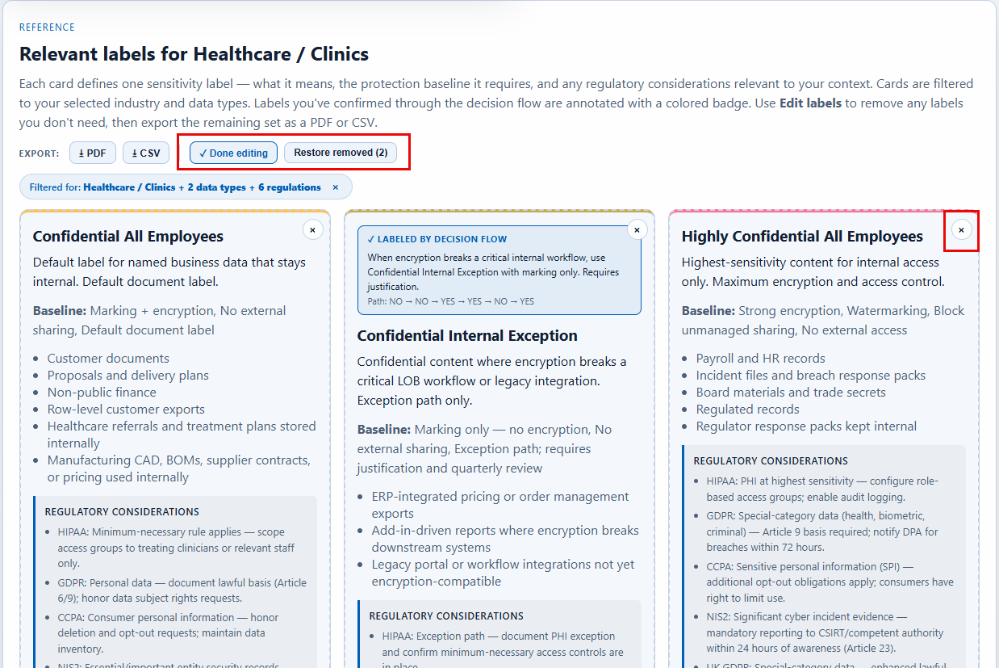 REFERENCE
Relevant labels for Healthcare / Clinics
Each card defines one sensitivity label — what it means, the protection baseline it requires, and any regulatory considerations relevant to your context. Cards are filtered
to your selected industry and data types. Labels you've confirmed through the decision flow are annotated with a colored badge. Use Edit labels to remove any labels
you don't need, then export the remaining set as a PDF or CSV.
EXPORT: ⤓ PDF ⤓ CSV ✓ Done editing Restore removed (2)
Filtered for: Healthcare / Clinics + 2 data types + 6 regulations ×
×
Confidential All Employees
Default label for named business data that stays
internal. Default document label.
Baseline: Marking + encryption, No external
sharing, Default document label
• Customer documents
• Proposals and delivery plans
• Non-public finance
• Row-level customer exports
• Healthcare referrals and treatment plans stored
internally
• Manufacturing CAD, BOMs, supplier contracts,
or pricing used internally
REGULATORY CONSIDERATIONS
• HIPAA: Minimum-necessary rule applies — scope
access groups to treating clinicians or relevant staff
only.
• GDPR: Personal data — document lawful basis (Article
6/9); honor data subject rights requests.
• CCPA: Consumer personal information — honor
deletion and opt-out requests; maintain data
inventory.
• NIS2: Essential/important entity security records
×
✓ LABELED BY DECISION FLOW
When encryption breaks a critical internal workflow, use
Confidential Internal Exception with marking only. Requires
justification.
Path: NO → NO → YES → YES → NO → YES
Confidential Internal Exception
Confidential content where encryption breaks a
critical LOB workflow or legacy integration.
Exception path only.
Baseline: Marking only — no encryption, No
external sharing, Exception path; requires
justification and quarterly review
• ERP-integrated pricing or order management
exports
• Add-in-driven reports where encryption breaks
downstream systems
• Legacy portal or workflow integrations not yet
encryption-compatible
REGULATORY CONSIDERATIONS
• HIPAA: Exception path — document PHI exception
and confirm minimum-necessary access controls are
in place.
×
Highly Confidential All Employees
Highest-sensitivity content for internal access
only. Maximum encryption and access control.
Baseline: Strong encryption, Watermarking, Block
unmanaged sharing, No external access
• Payroll and HR records
• Incident files and breach response packs
• Board materials and trade secrets
• Regulated records
• Regulator response packs kept internal
REGULATORY CONSIDERATIONS
• HIPAA: PHI at highest sensitivity — configure role-
based access groups; enable audit logging.
• GDPR: Special-category data (health, biometric,
criminal) — Article 9 basis required; notify DPA for
breaches within 72 hours.
• CCPA: Sensitive personal information (SPI) —
additional opt-out obligations apply; consumers have
right to limit use.
• NIS2: Significant cyber incident evidence —
mandatory reporting to CSIRT/competent authority
within 24 hours of awareness (Article 23).
• UK GDPR: Special-category data — enhanced lawful